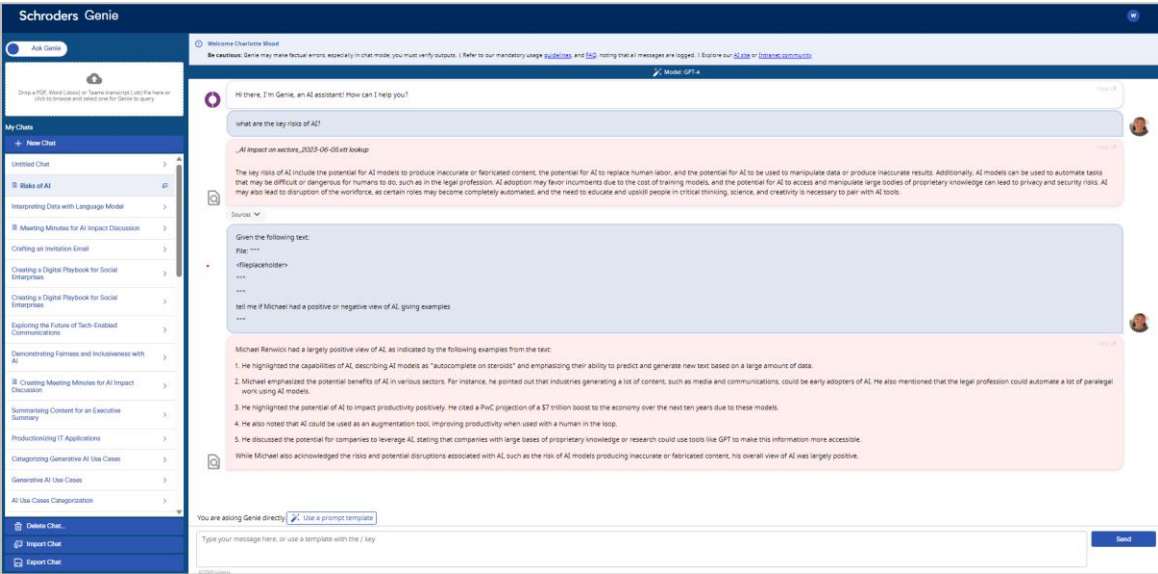 Schroders Genie
W
Ask Genie
Drop a PDF, Word (.docx) or Teams transcript (.vtt) file here or
click to browse and select one for Genie to query
My Chats
+ New Chat
Untitled Chat
Risks of AI
Interpreting Data with Language Model
Meeting Minutes for AI Impact Discussion
Crafting an Invitation Email
Creating a Digital Playbook for Social
Enterprises
Creating a Digital Playbook for Social
Enterprises
Exploring the Future of Tech-Enabled
Communications
Demonstrating Fairness and Inclusiveness with
AI
Creating Meeting Minutes for AI Impact
Discussion
Summarising Content for an Executive
Summary
Productionizing IT Applications
Categorizing Generative AI Use Cases
Generative AI Use Cases
AI Use Cases Categorization
Delete Chat...
Import Chat
Export Chat
Welcome Charlotte Wood
Be cautious: Genie may make factual errors, especially in chat mode; you must verify outputs. | Refer to our mandatory usage guidelines, and FAQ, noting that all messages are logged. | Explore our AI site or Intranet community
Model: GPT-4
Hi there, I'm Genie, an AI assistant! How can I help you?
what are the key risks of AI?
_AI impact on sectors_2023-06-05.vtt lookup
The key risks of AI include the potential for AI models to produce inaccurate or fabricated content, the potential for AI to replace human labor, and the potential for AI to be used to manipulate data or produce inaccurate results. Additionally, AI models can be used to automate tasks
that may be difficult or dangerous for humans to do, such as in the legal profession. AI adoption may favor incumbents due to the cost of training models, and the potential for AI to access and manipulate large bodies of proprietary knowledge can lead to privacy and security risks. AI
may also lead to disruption of the workforce, as certain roles may become completely automated, and the need to educate and upskill people in critical thinking, science, and creativity is necessary to pair with AI tools.
Sources
Given the following text:
File: """
<fileplaceholder>
"""
"""
tell me if Michael had a positive or negative view of AI, giving examples
"""
Michael Renwick had a largely positive view of AI, as indicated by the following examples from the text:
1. He highlighted the capabilities of AI, describing AI models as "autocomplete on steroids" and emphasizing their ability to predict and generate new text based on a large amount of data.
2. Michael emphasized the potential benefits of AI in various sectors. For instance, he pointed out that industries generating a lot of content, such as media and communications, could be early adopters of AI. He also mentioned that the legal profession could automate a lot of paralegal
work using AI models.
3. He highlighted the potential of AI to impact productivity positively. He cited a PwC projection of a $7 trillion boost to the economy over the next ten years due to these models.
4. He also noted that AI could be used as an augmentation tool, improving productivity when used with a human in the loop.
5. He discussed the potential for companies to leverage AI, stating that companies with large bases of proprietary knowledge or research could use tools like GPT to make this information more accessible.
While Michael also acknowledged the risks and potential disruptions associated with AI, such as the risk of AI models producing inaccurate or fabricated content, his overall view of AI was largely positive.
You are asking Genie directly
Use a prompt template
Type your message here, or use a template with the / key
Send